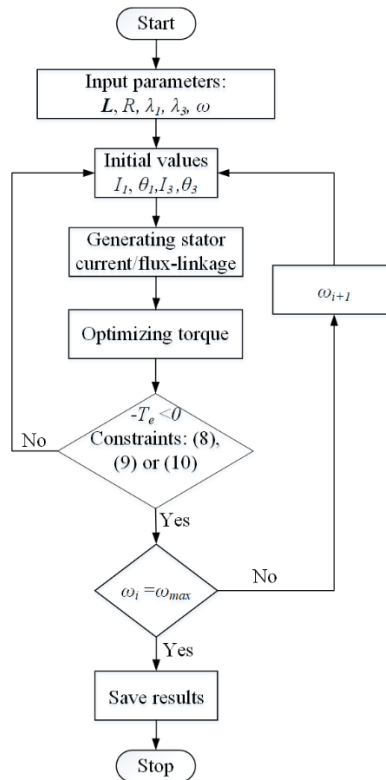 Start
Input parameters:
L, R, λ1, λ3, ω
Initial values
I1, θ1,I3,θ3
Generating stator
current/flux-linkage
ωi+1
Optimizing torque
-Te <0
No
Constraints: (8),
(9) or (10)
Yes
No
ωi =ωmax
Yes
Save results
Stop